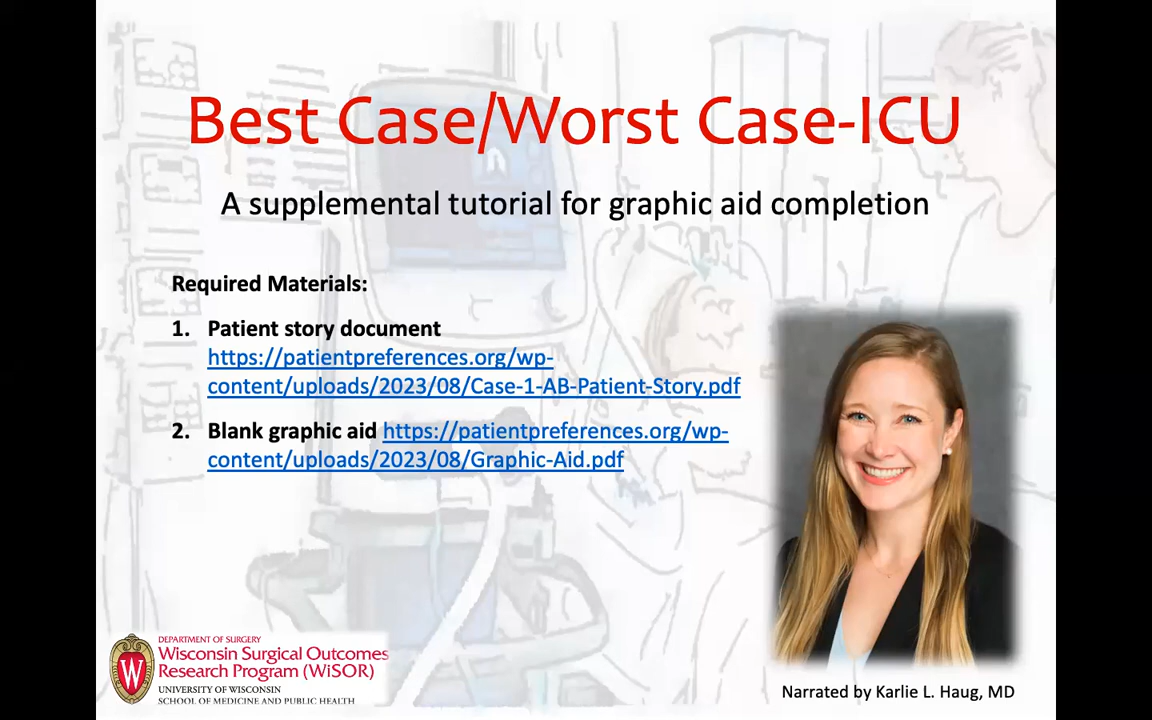 Best Case/Worst Case-ICU
A supplemental tutorial for graphic aid completion
Required Materials:
1. Patient story document
https://patientpreferences.org/wp-
content/uploads/2023/08/Case-1-AB-Patient-Story.pdf
2. Blank graphic aid https://patientpreferences.org/wp-
content/uploads/2023/08/Graphic-Aid.pdf
W
DEPARTMENT OF SURGERY
Wisconsin Surgical Outcomes
Research Program (WiSOR)
UNIVERSITY OF WISCONSIN
SCHOOL OF MEDICINE AND PUBLIC HEALTH
Narrated by Karlie L. Haug, MD